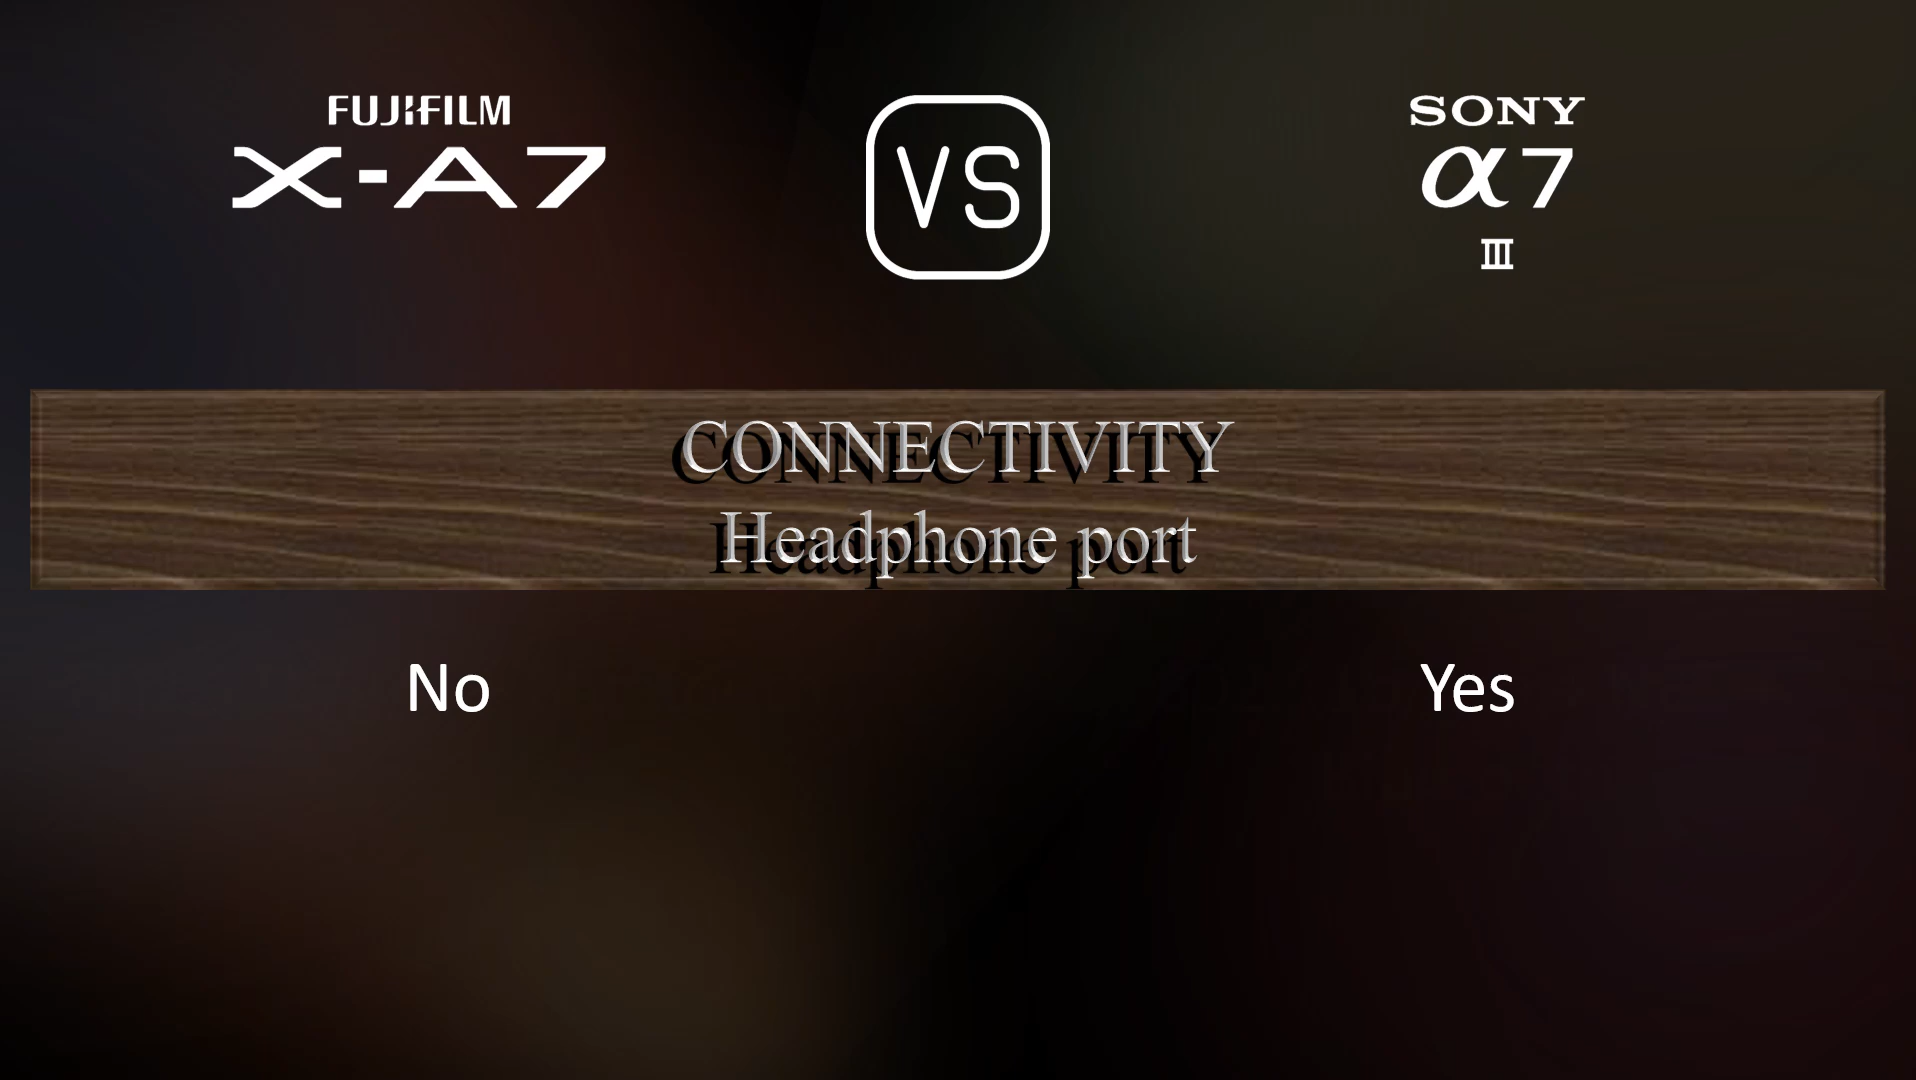 FUJIFILM
X-A7
VS
SONY
α7
III
CONNECTIVITY
Headphone port
No
Yes